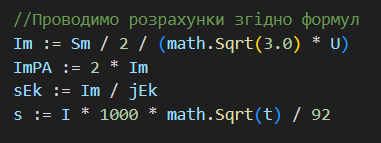 //Проводимо розрахунки згідно формул
Im := Sm / 2 / (math.Sqrt(3.0) * U)
ImPA := 2 * Im
sEk := Im / jEk
s := I * 1000 * math.Sqrt(t) / 92